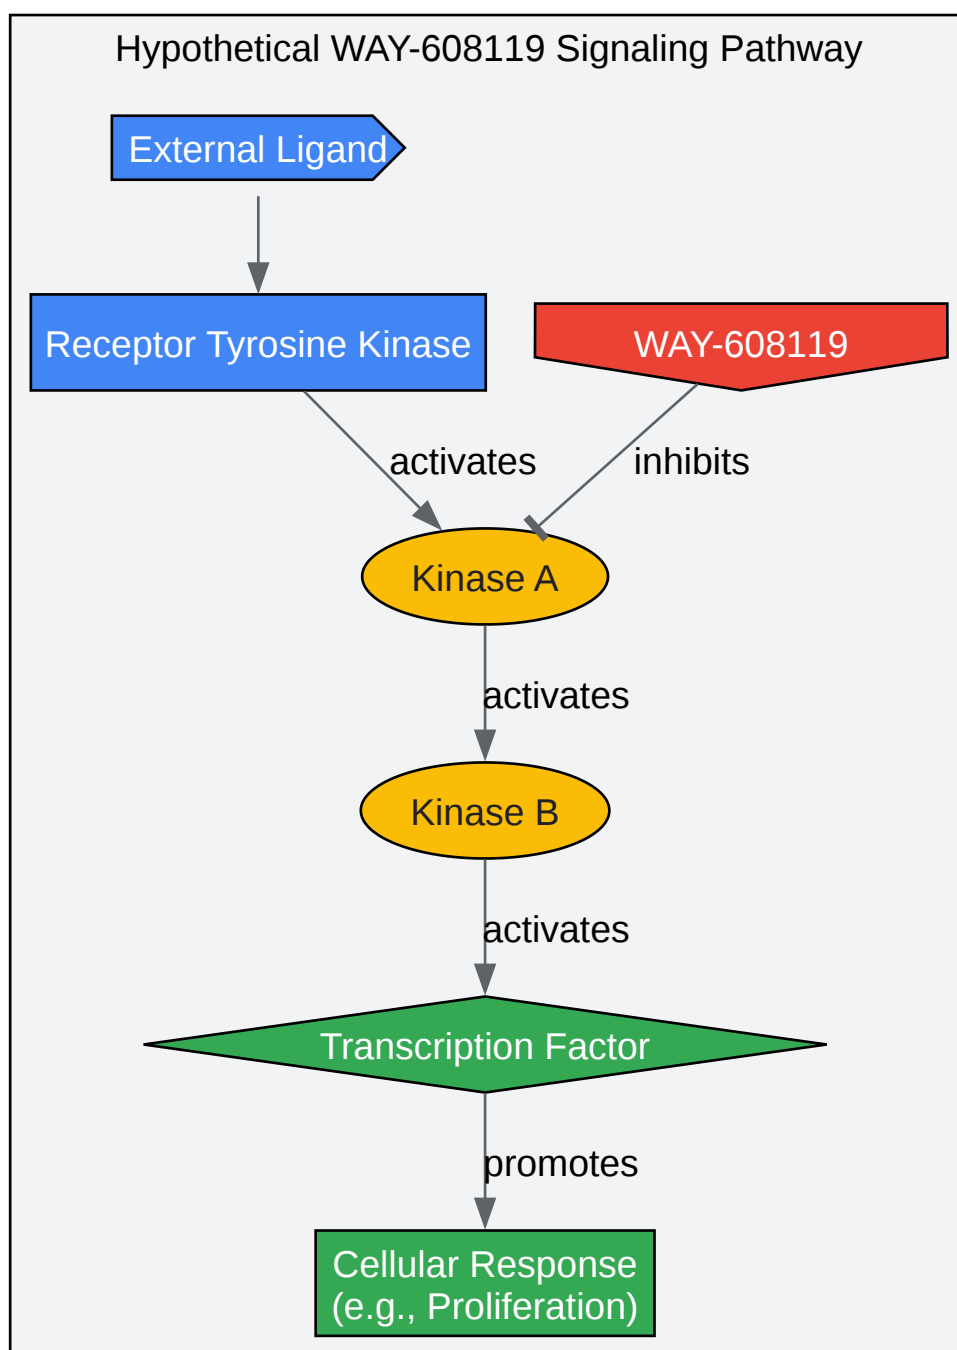 Hypothetical WAY-608119 Signaling Pathway
External Ligand
Receptor Tyrosine Kinase
WAY-608119
activates
inhibits
Kinase A
activates
Kinase B
activates
Transcription Factor
promotes
Cellular Response
(e.g., Proliferation)